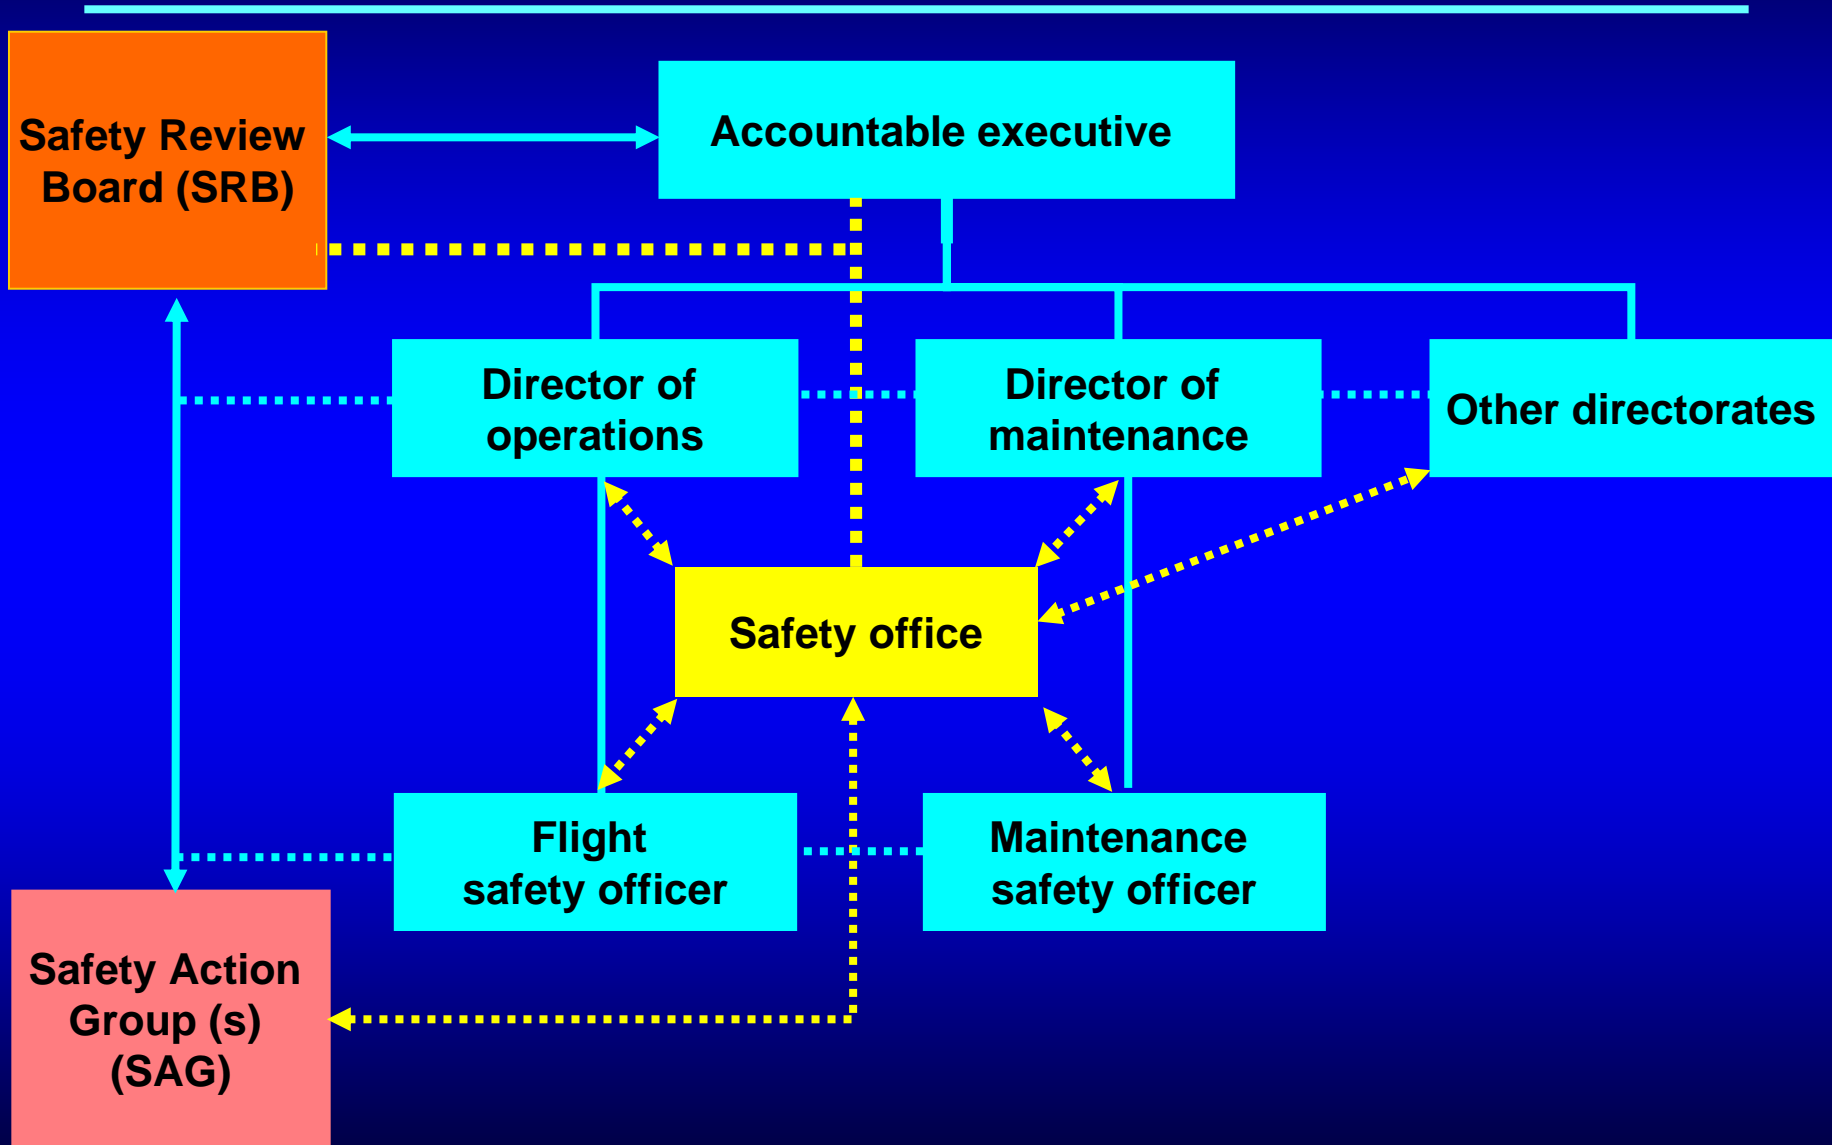 Safety Review
Board (SRB)
Accountable executive
Director of
operations
Director of
maintenance
Other directorates
Safety office
Flight
safety officer
Maintenance
safety officer
Safety Action
Group (s)
(SAG)